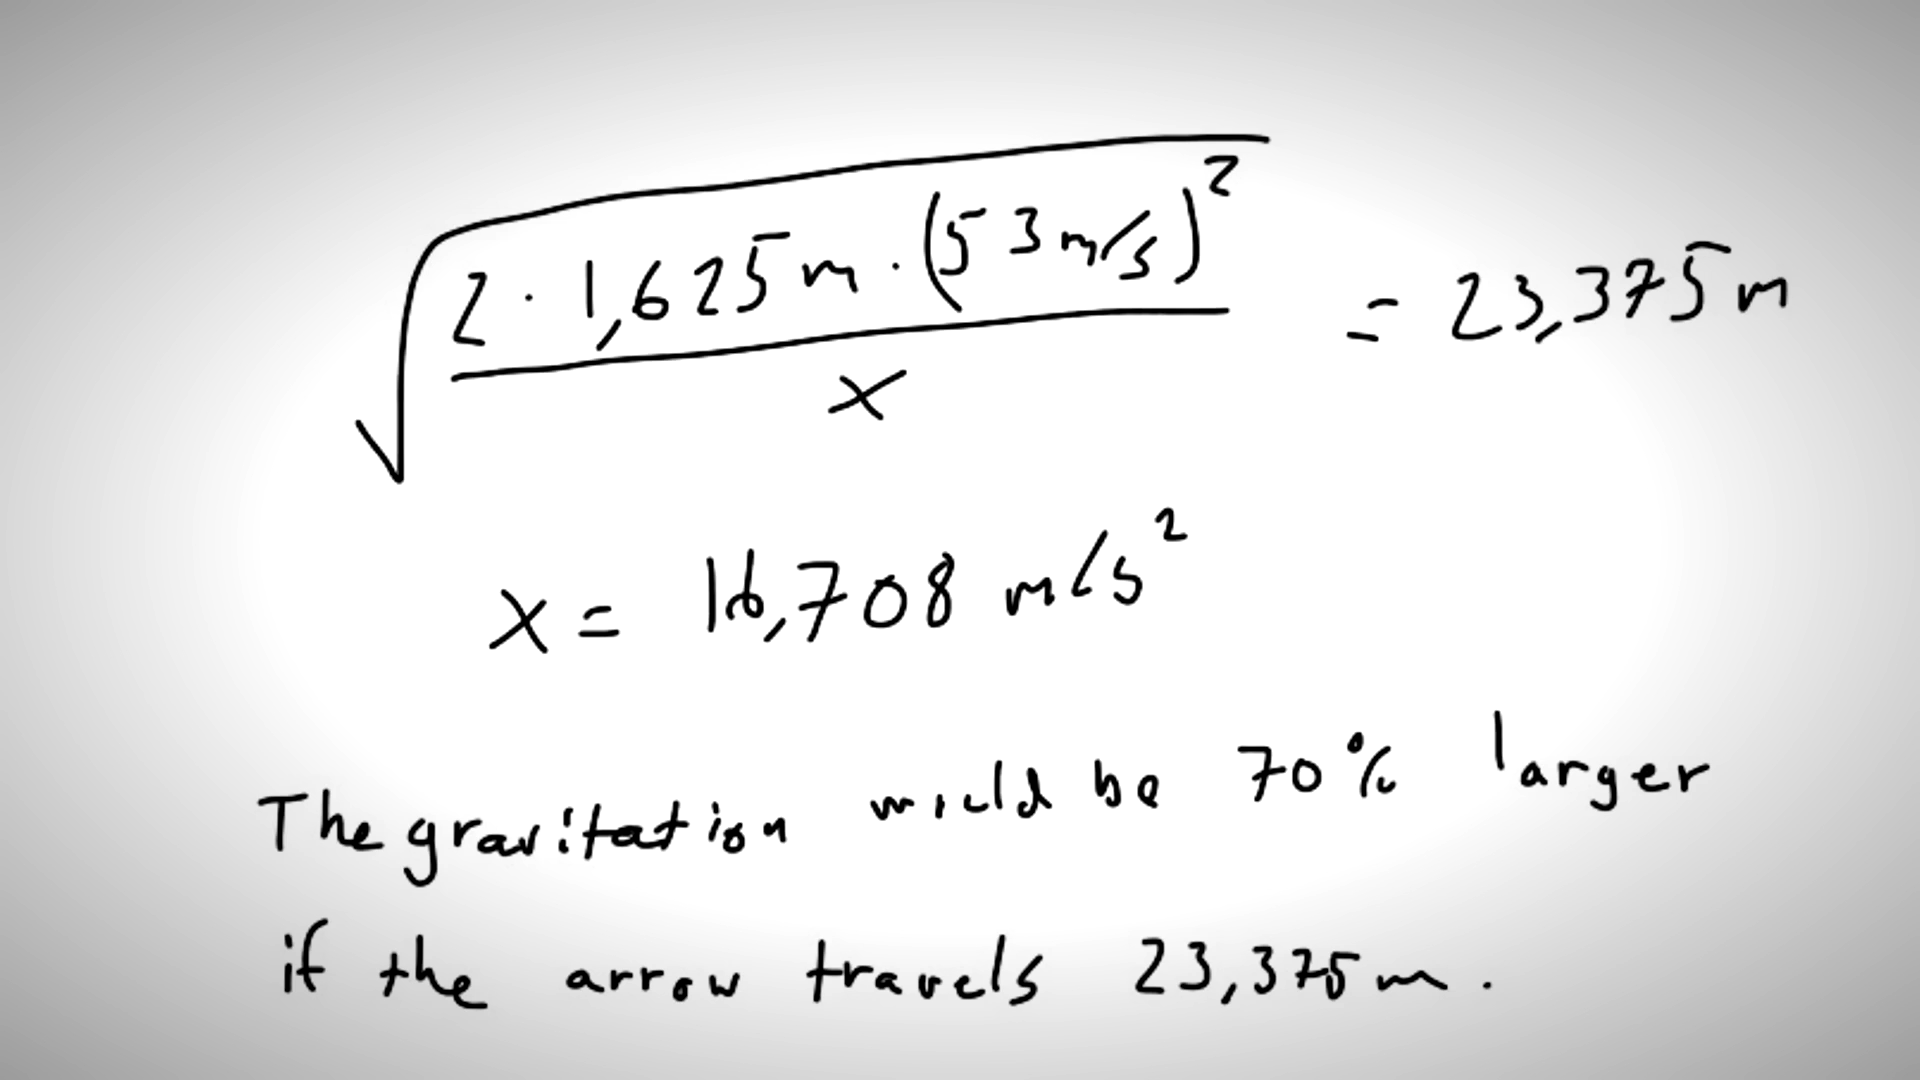 √(2 · 1,625m · (53m/s)² / x) = 23,375m
x = 16,708 m/s²
The gravitation would be 70% larger
if the arrow travels 23,375m.